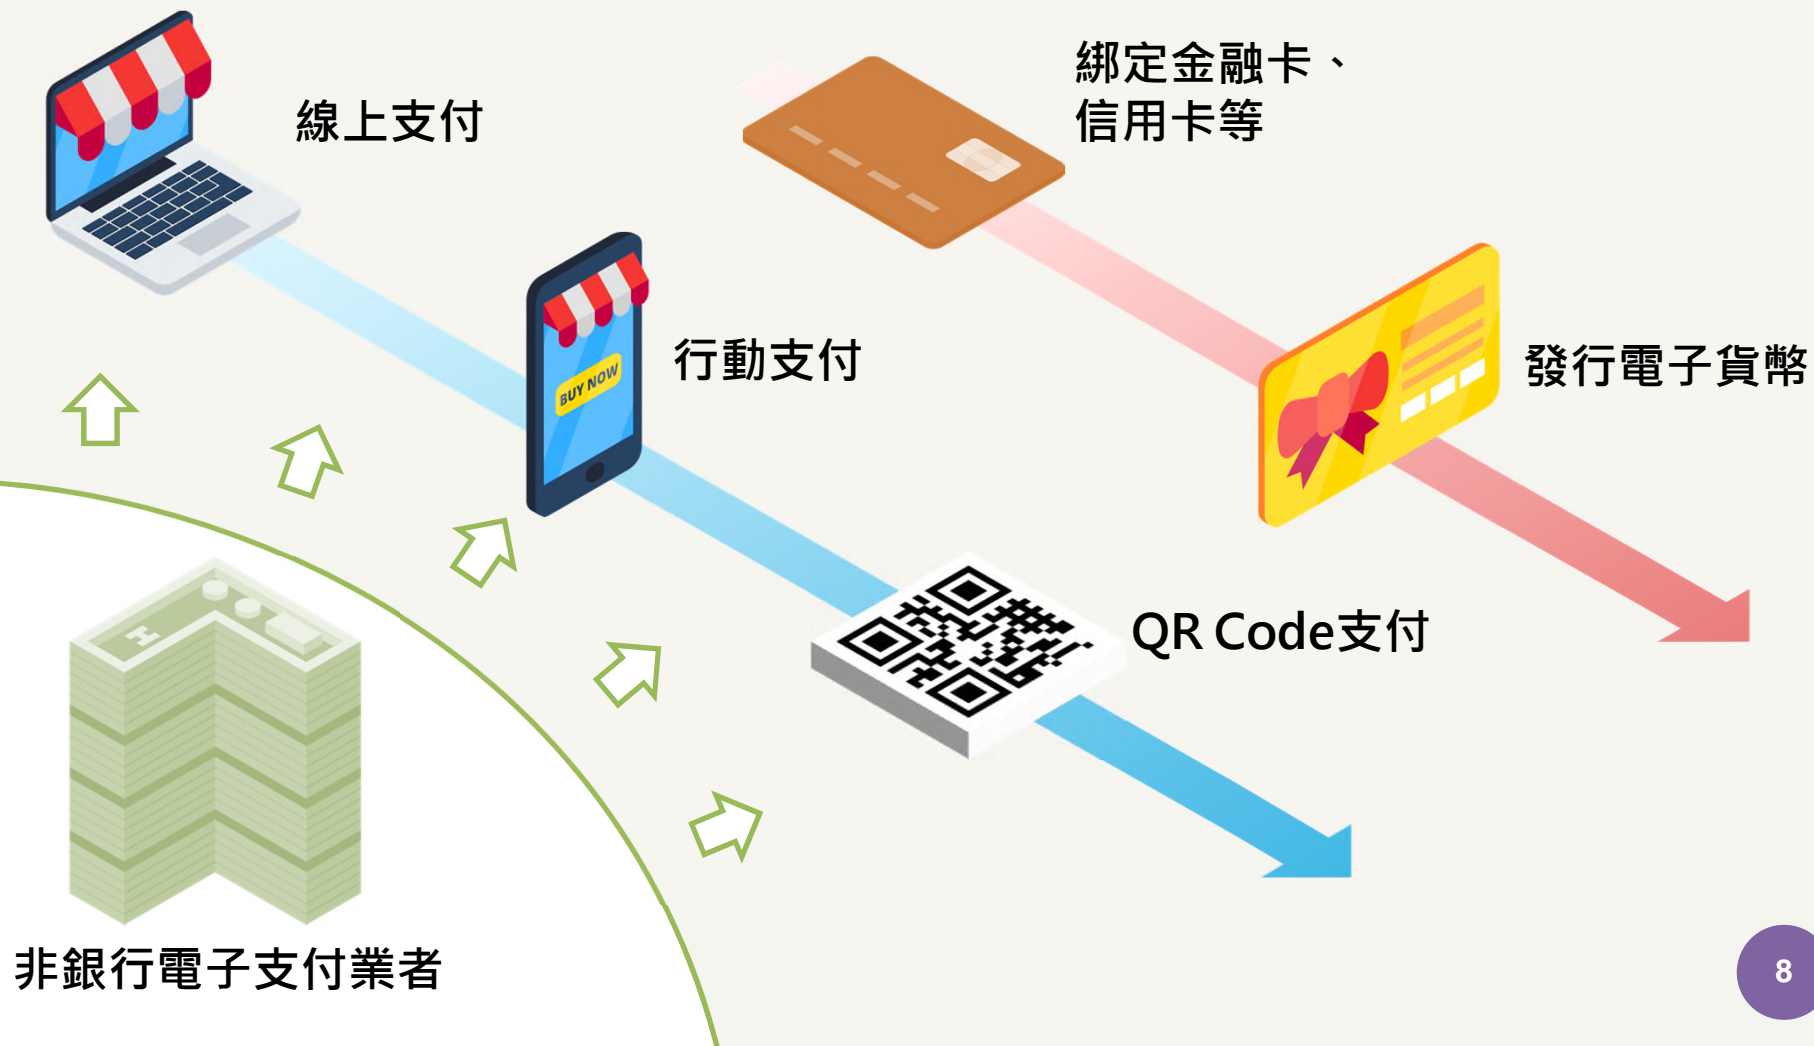 線上支付
綁定金融卡、
信用卡等
行動支付
BUY NOW
發行電子貨幣
QR Code支付
非銀行電子支付業者
H
8